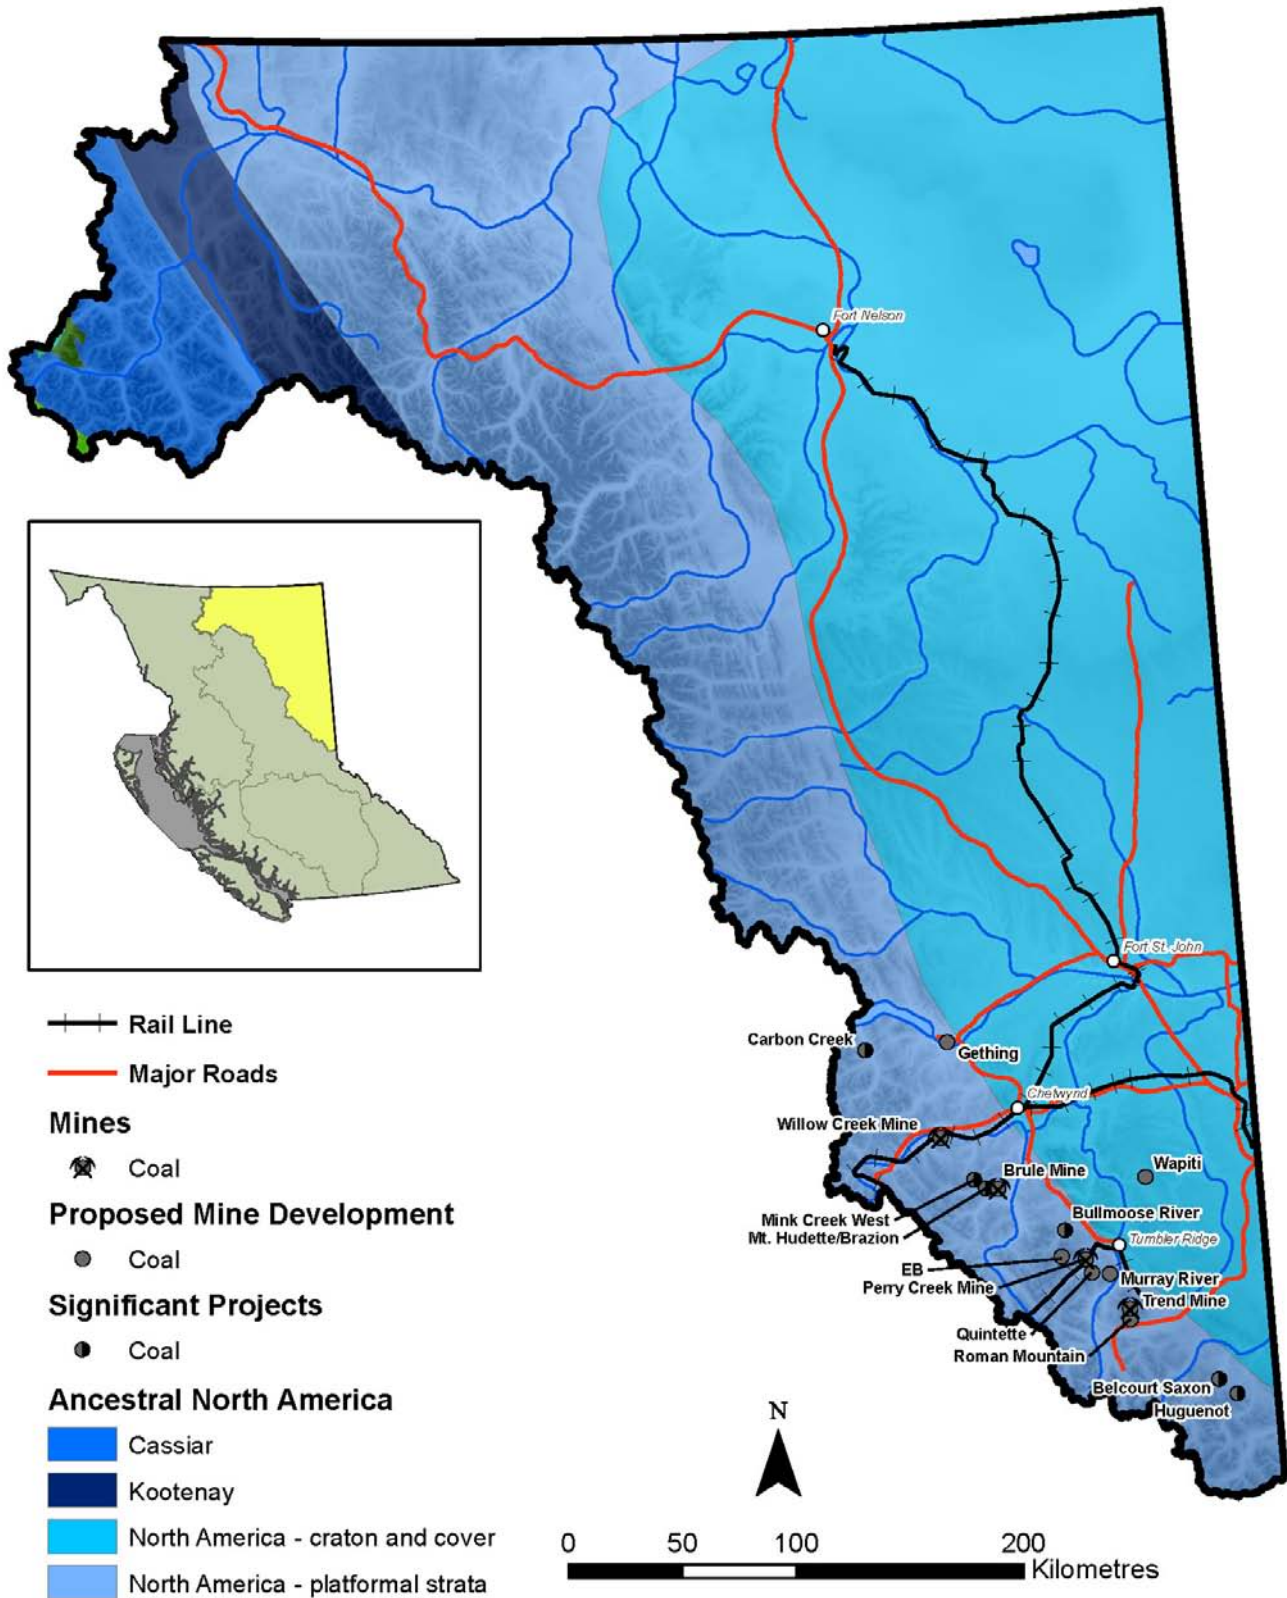 Fort Nelson
Fort St. John
Carbon Creek
Gething
Chetwynd
Willow Creek Mine
Brule Mine
Wapiti
Mink Creek West
Mt. Hudette/Brazion
Bullmoose River
Tumbler Ridge
EB
Perry Creek Mine
Murray River
Trend Mine
Quintette
Roman Mountain
Belcourt Saxon
Huguenot
Rail Line
Major Roads
Mines
Coal
Proposed Mine Development
Coal
Significant Projects
Coal
Ancestral North America
Cassiar
Kootenay
North America - craton and cover
North America - platformal strata
N
0 50 100 200
Kilometres